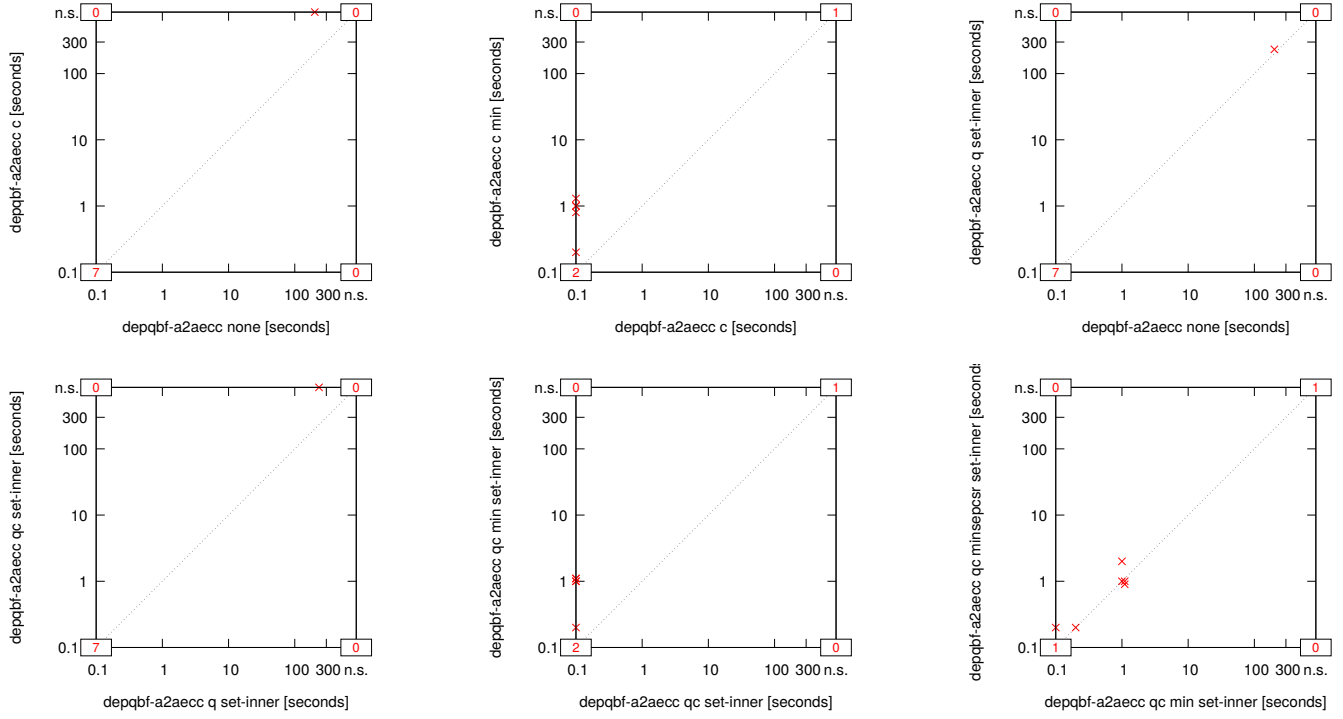 n.s. 0 0
300
100
10
1
0.1 7 0
0.1 1 10 100 300 n.s.
depqbf-a2aecc c [seconds]
depqbf-a2aecc none [seconds]
n.s. 0 1
300
100
10
1
0.1 2 0
0.1 1 10 100 300 n.s.
depqbf-a2aecc c min [seconds]
depqbf-a2aecc c [seconds]
n.s. 0 0
300
100
10
1
0.1 7 0
0.1 1 10 100 300 n.s.
depqbf-a2aecc q set-inner [seconds]
depqbf-a2aecc none [seconds]
n.s. 0 0
300
100
10
1
0.1 7 0
0.1 1 10 100 300 n.s.
depqbf-a2aecc qc set-inner [seconds]
depqbf-a2aecc q set-inner [seconds]
n.s. 0 1
300
100
10
1
0.1 2 0
0.1 1 10 100 300 n.s.
depqbf-a2aecc qc min set-inner [seconds]
depqbf-a2aecc qc set-inner [seconds]
n.s. 0 1
300
100
10
1
0.1 1 0
0.1 1 10 100 300 n.s.
depqbf-a2aecc qc minsepcsr set-inner [second
depqbf-a2aecc qc min set-inner [seconds]